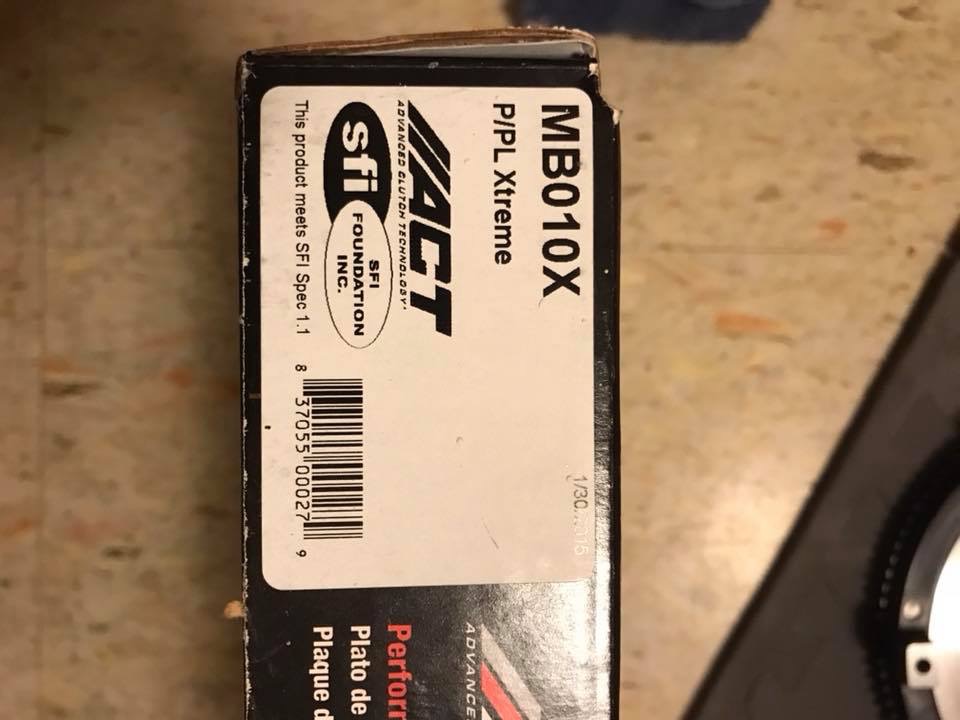 MB010X
P/PL Xtreme
ACT
ADVANCED CLUTCH TECHNOLOGY
sfi
SFI
FOUNDATION
INC.
This product meets SFI Spec 1.1
8 37055 00027 9
ADVANCE
Perform
Plato de
Plaque d